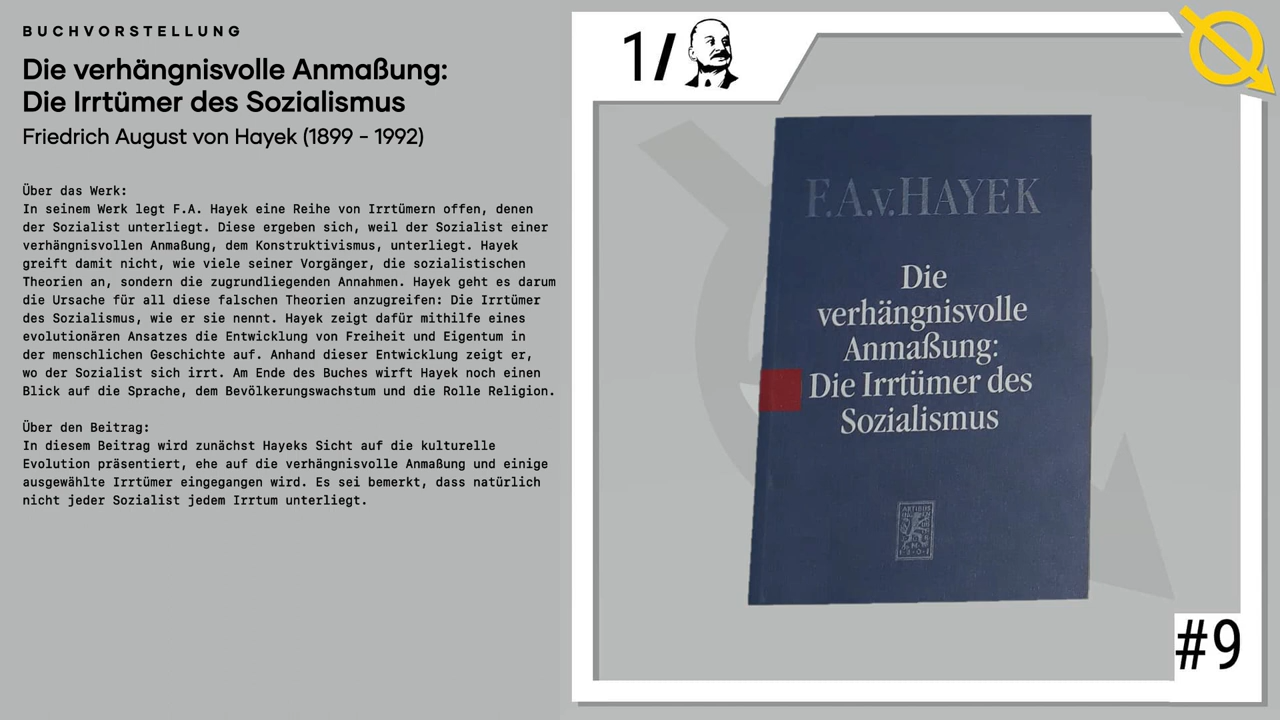 BUCHVORSTELLUNG
Die verhängnisvolle Anmaßung:
Die Irrtümer des Sozialismus
Friedrich August von Hayek (1899 - 1992)
Über das Werk:
In seinem Werk legt F.A. Hayek eine Reihe von Irrtümern offen, denen
der Sozialist unterliegt. Diese ergeben sich, weil der Sozialist einer
verhängnisvollen Anmaßung, dem Konstruktivismus, unterliegt. Hayek
greift damit nicht, wie viele seiner Vorgänger, die sozialistischen
Theorien an, sondern die zugrundliegenden Annahmen. Hayek geht es darum
die Ursache für all diese falschen Theorien anzugreifen: Die Irrtümer
des Sozialismus, wie er sie nennt. Hayek zeigt dafür mithilfe eines
evolutionären Ansatzes die Entwicklung von Freiheit und Eigentum in
der menschlichen Geschichte auf. Anhand dieser Entwicklung zeigt er,
wo der Sozialist sich irrt. Am Ende des Buches wirft Hayek noch einen
Blick auf die Sprache, dem Bevölkerungswachstum und die Rolle Religion.
Über den Beitrag:
In diesem Beitrag wird zunächst Hayeks Sicht auf die kulturelle
Evolution präsentiert, ehe auf die verhängnisvolle Anmaßung und einige
ausgewählte Irrtümer eingegangen wird. Es sei bemerkt, dass natürlich
nicht jeder Sozialist jedem Irrtum unterliegt.
1/
F.A.v.HAYEK
Die
verhängnisvolle
Anmaßung:
Die Irrtümer des
Sozialismus
#9